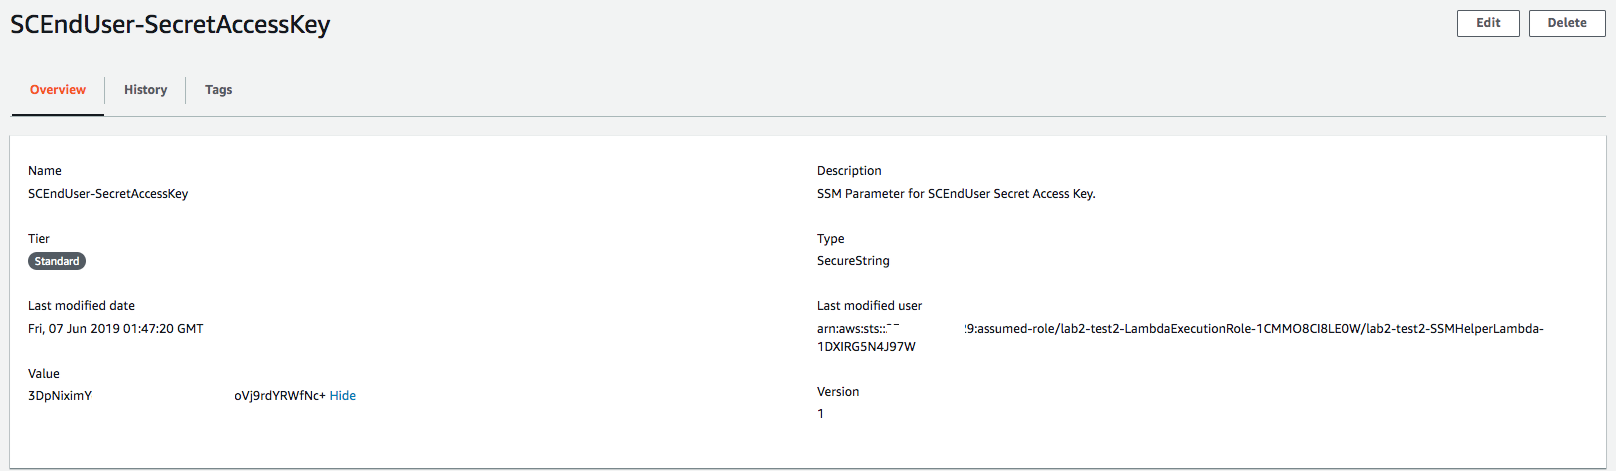 SCEndUser-SecretAccessKey
Edit
Delete
Overview
History
Tags
Name
SCEndUser-SecretAccessKey
Description
SSM Parameter for SCEndUser Secret Access Key.
Tier
Standard
Type
SecureString
Last modified date
Fri, 07 Jun 2019 01:47:20 GMT
Last modified user
arn:aws:sts:: 9:assumed-role/lab2-test2-LambdaExecutionRole-1CMMO8CI8LE0W/lab2-test2-SSMHelperLambda-
1DXIRG5N4J97W
Value
3DpNiximY oVj9rdYRWfNc+ Hide
Version
1